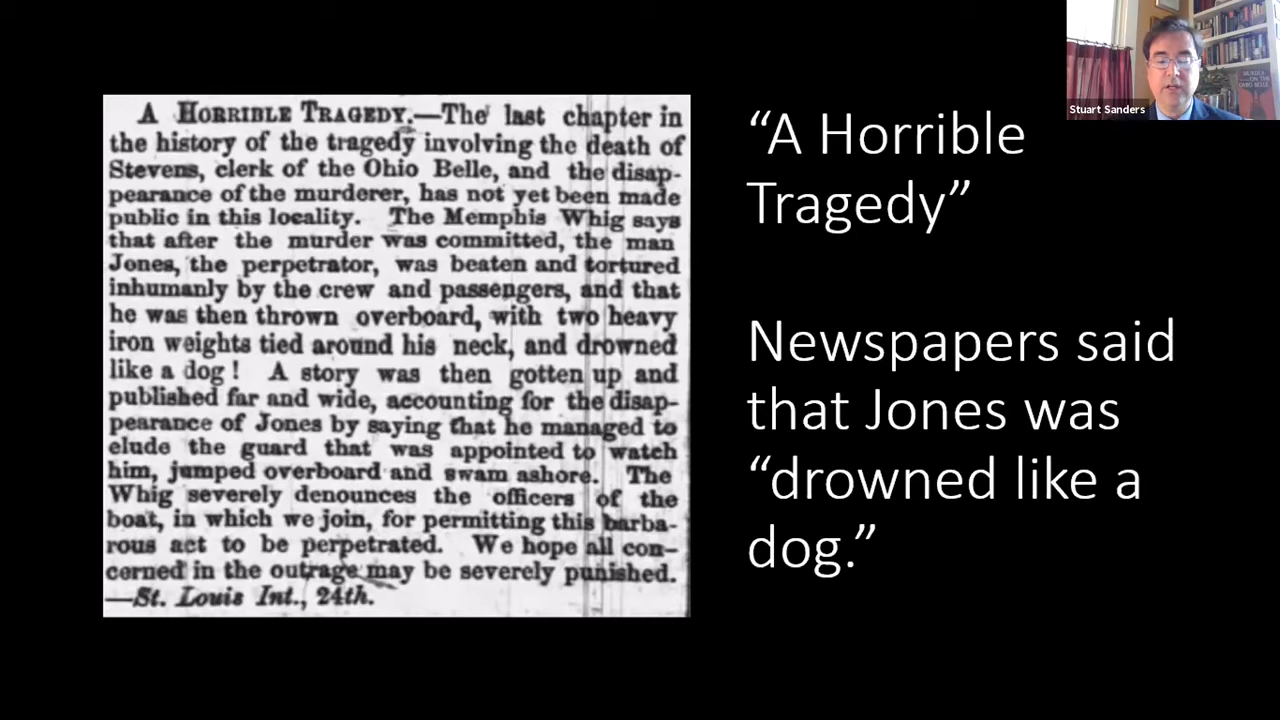 A HORRIBLE TRAGEDY.—The last chapter in
the history of the tragedy involving the death of
Stevens, clerk of the Ohio Belle, and the disap-
pearance of the murderer, has not yet been made
public in this locality. The Memphis Whig says
that after the murder was committed, the man
Jones, the perpetrator, was beaten and tortured
inhumanly by the crew and passengers, and that
he was then thrown overboard, with two heavy
iron weights tied around his neck, and drowned
like a dog! A story was then gotten up and
published far and wide, accounting for the disap-
pearance of Jones by saying that he managed to
elude the guard that was appointed to watch
him, jumped overboard and swam ashore. The
Whig severely denounces the officers of the
boat, in which we join, for permitting this barba-
rous act to be perpetrated. We hope all con-
cerned in the outrage may be severely punished.
—St. Louis Int., 24th.
“A Horrible
Tragedy”
Newspapers said
that Jones was
“drowned like a
dog.”
Stuart Sanders
MURDER
ON THE
OHIO BELLE